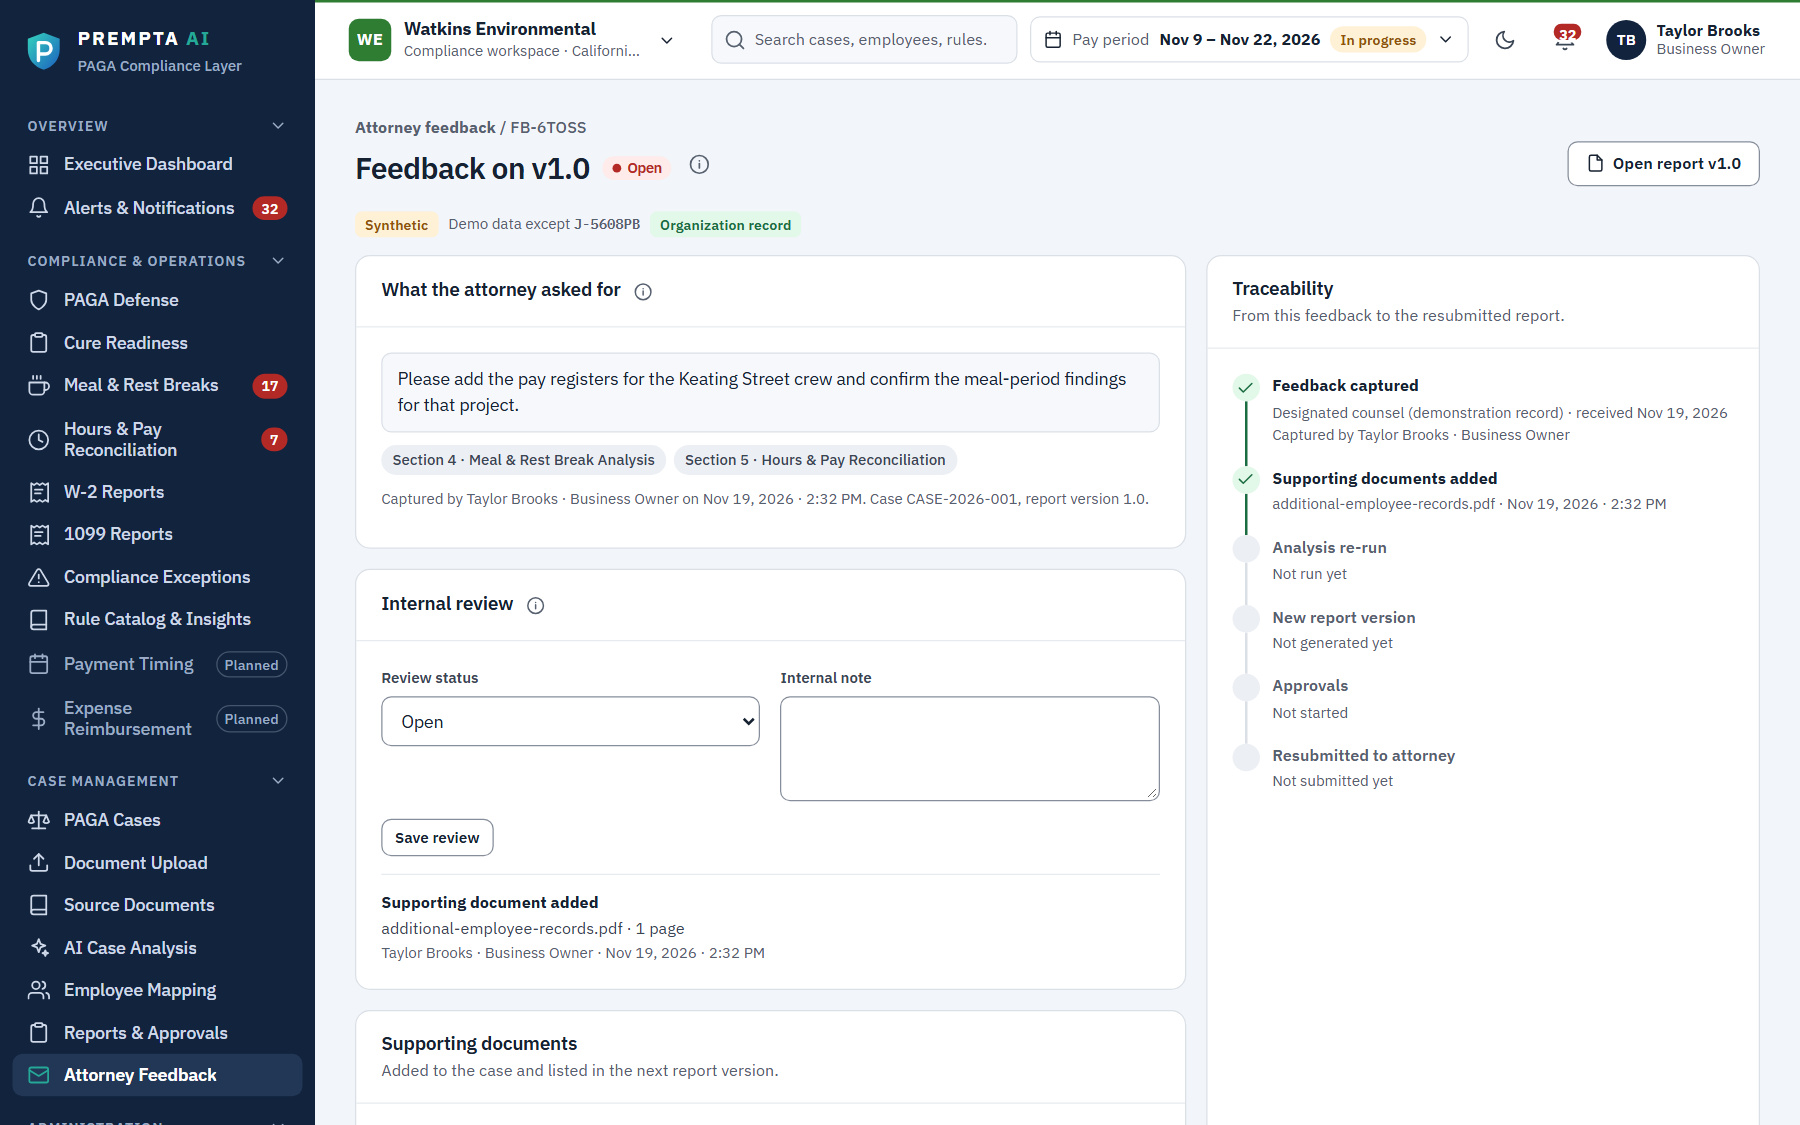 PREMPTA AI
PAGA Compliance Layer
OVERVIEW
Executive Dashboard
Alerts & Notifications
32
COMPLIANCE & OPERATIONS
PAGA Defense
Cure Readiness
Meal & Rest Breaks
17
Hours & Pay
Reconciliation
7
W-2 Reports
1099 Reports
Compliance Exceptions
Rule Catalog & Insights
Payment Timing
Planned
Expense
Reimbursement
Planned
CASE MANAGEMENT
PAGA Cases
Document Upload
Source Documents
AI Case Analysis
Employee Mapping
Reports & Approvals
Attorney Feedback
ADMINISTRATION
WE
Watkins Environmental
Compliance workspace · Californi...
Search cases, employees, rules.
Pay period Nov 9 – Nov 22, 2026 In progress
32
TB
Taylor Brooks
Business Owner
Attorney feedback / FB-6TOSS
Feedback on v1.0
Open
Open report v1.0
Synthetic
Demo data except J-5608PB
Organization record
What the attorney asked for
Please add the pay registers for the Keating Street crew and confirm the meal-period findings
for that project.
Section 4 · Meal & Rest Break Analysis
Section 5 · Hours & Pay Reconciliation
Captured by Taylor Brooks · Business Owner on Nov 19, 2026 · 2:32 PM. Case CASE-2026-001, report version 1.0.
Internal review
Review status
Internal note
Open
Save review
Supporting document added
additional-employee-records.pdf · 1 page
Taylor Brooks · Business Owner · Nov 19, 2026 · 2:32 PM
Supporting documents
Added to the case and listed in the next report version.
Traceability
From this feedback to the resubmitted report.
Feedback captured
Designated counsel (demonstration record) · received Nov 19, 2026
Captured by Taylor Brooks · Business Owner
Supporting documents added
additional-employee-records.pdf · Nov 19, 2026 · 2:32 PM
Analysis re-run
Not run yet
New report version
Not generated yet
Approvals
Not started
Resubmitted to attorney
Not submitted yet